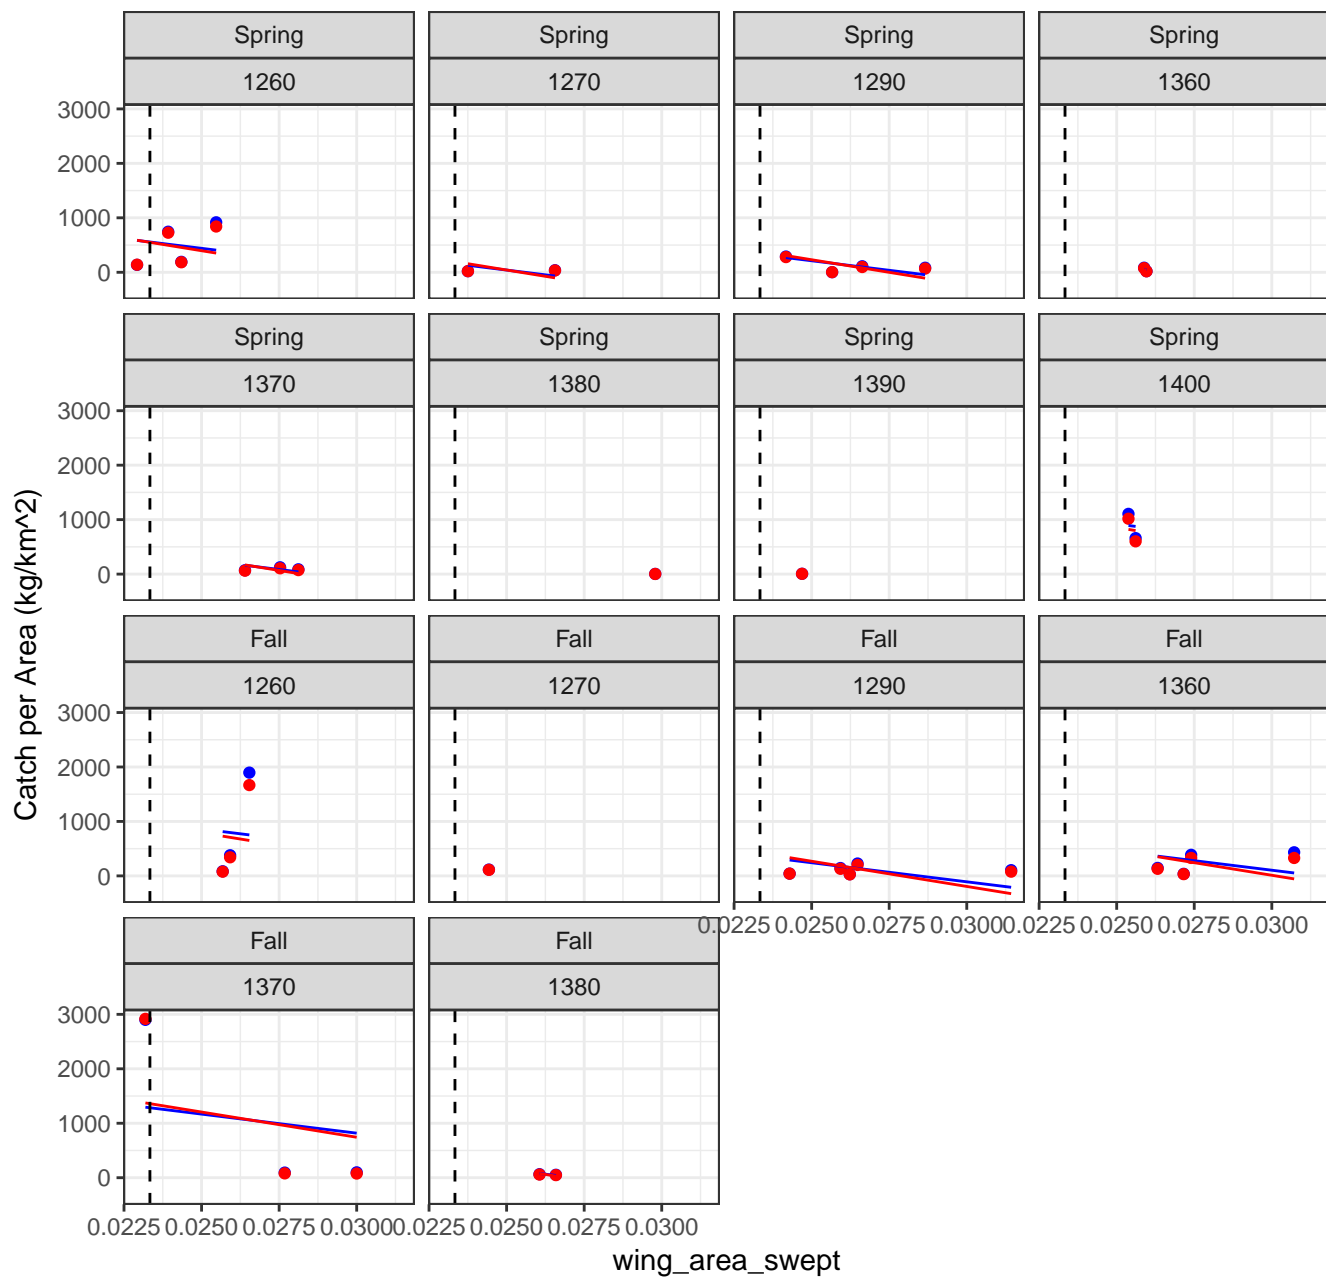 Spring Spring Spring Spring
1260 1270 1290 1360
3000
2000
1000
0
Spring Spring Spring Spring
1370 1380 1390 1400
3000
2000
1000
0
Fall Fall Fall Fall
1260 1270 1290 1360
3000
2000
1000
0
0.0225 0.0250 0.0275 0.0300 0.0225 0.0250 0.0275 0.0300
Fall Fall
1370 1380
3000
2000
1000
0
0.0225 0.0250 0.0275 0.0300 0.0225 0.0250 0.0275 0.0300
wing_area_swept
Catch per Area (kg/km^2)